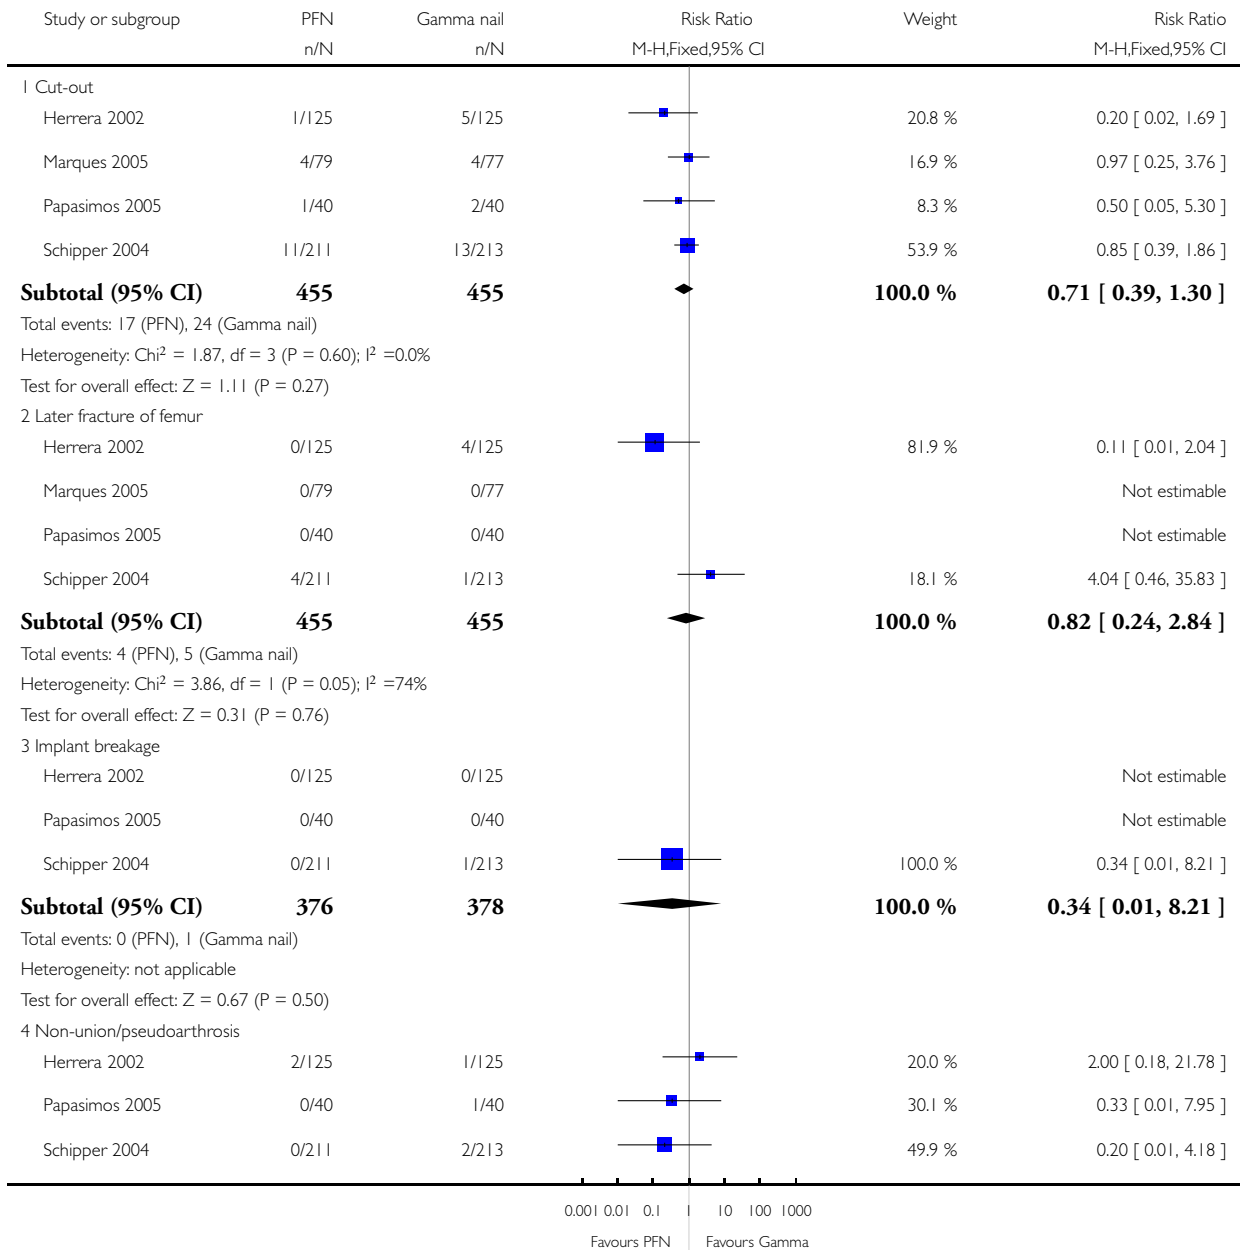 Study or subgroup PFN Gamma nail Risk Ratio Weight Risk Ratio
n/N n/N M-H,Fixed,95% CI M-H,Fixed,95% CI
1 Cut-out
Herrera 2002 1/125 5/125 20.8 % 0.20 [ 0.02, 1.69 ]
Marques 2005 4/79 4/77 16.9 % 0.97 [ 0.25, 3.76 ]
Papasimos 2005 1/40 2/40 8.3 % 0.50 [ 0.05, 5.30 ]
Schipper 2004 11/211 13/213 53.9 % 0.85 [ 0.39, 1.86 ]
Subtotal (95% CI) 455 455 100.0 % 0.71 [ 0.39, 1.30 ]
Total events: 17 (PFN), 24 (Gamma nail)
Heterogeneity: Chi² = 1.87, df = 3 (P = 0.60); I² =0.0%
Test for overall effect: Z = 1.11 (P = 0.27)
2 Later fracture of femur
Herrera 2002 0/125 4/125 81.9 % 0.11 [ 0.01, 2.04 ]
Marques 2005 0/79 0/77 Not estimable
Papasimos 2005 0/40 0/40 Not estimable
Schipper 2004 4/211 1/213 18.1 % 4.04 [ 0.46, 35.83 ]
Subtotal (95% CI) 455 455 100.0 % 0.82 [ 0.24, 2.84 ]
Total events: 4 (PFN), 5 (Gamma nail)
Heterogeneity: Chi² = 3.86, df = 1 (P = 0.05); I² =74%
Test for overall effect: Z = 0.31 (P = 0.76)
3 Implant breakage
Herrera 2002 0/125 0/125 Not estimable
Papasimos 2005 0/40 0/40 Not estimable
Schipper 2004 0/211 1/213 100.0 % 0.34 [ 0.01, 8.21 ]
Subtotal (95% CI) 376 378 100.0 % 0.34 [ 0.01, 8.21 ]
Total events: 0 (PFN), 1 (Gamma nail)
Heterogeneity: not applicable
Test for overall effect: Z = 0.67 (P = 0.50)
4 Non-union/pseudoarthrosis
Herrera 2002 2/125 1/125 20.0 % 2.00 [ 0.18, 21.78 ]
Papasimos 2005 0/40 1/40 30.1 % 0.33 [ 0.01, 7.95 ]
Schipper 2004 0/211 2/213 49.9 % 0.20 [ 0.01, 4.18 ]
0.001 0.01 0.1 1 10 100 1000
Favours PFN Favours Gamma